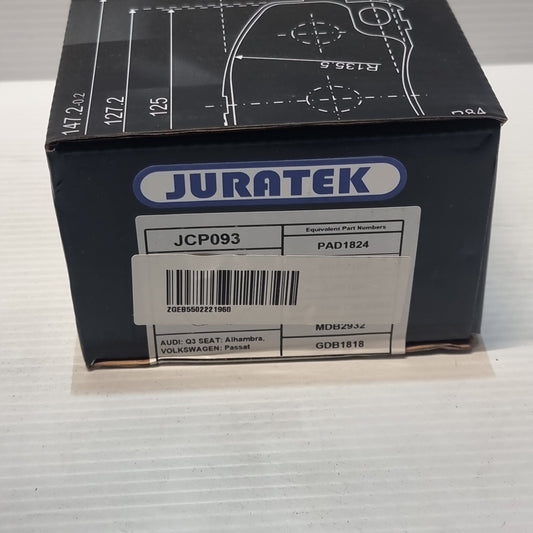 147.2-0.2
127.2
125
R135.5
JURATEK
JCP093
Equivalent Part Numbers
PAD1824
ZGEB5502221960
MDB2932
AUDI: Q3 SEAT: Alhambra,
VOLKSWAGEN: Passat
GDB1818